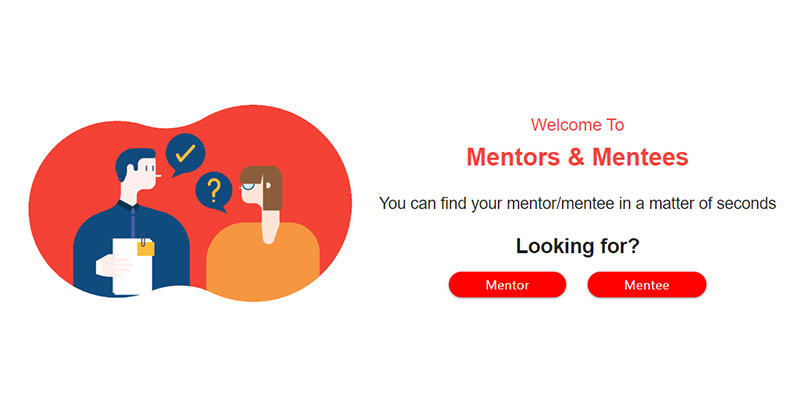 Welcome To
Mentors & Mentees
?
You can find your mentor/mentee in a matter of seconds
Looking for?
Mentor
Mentee